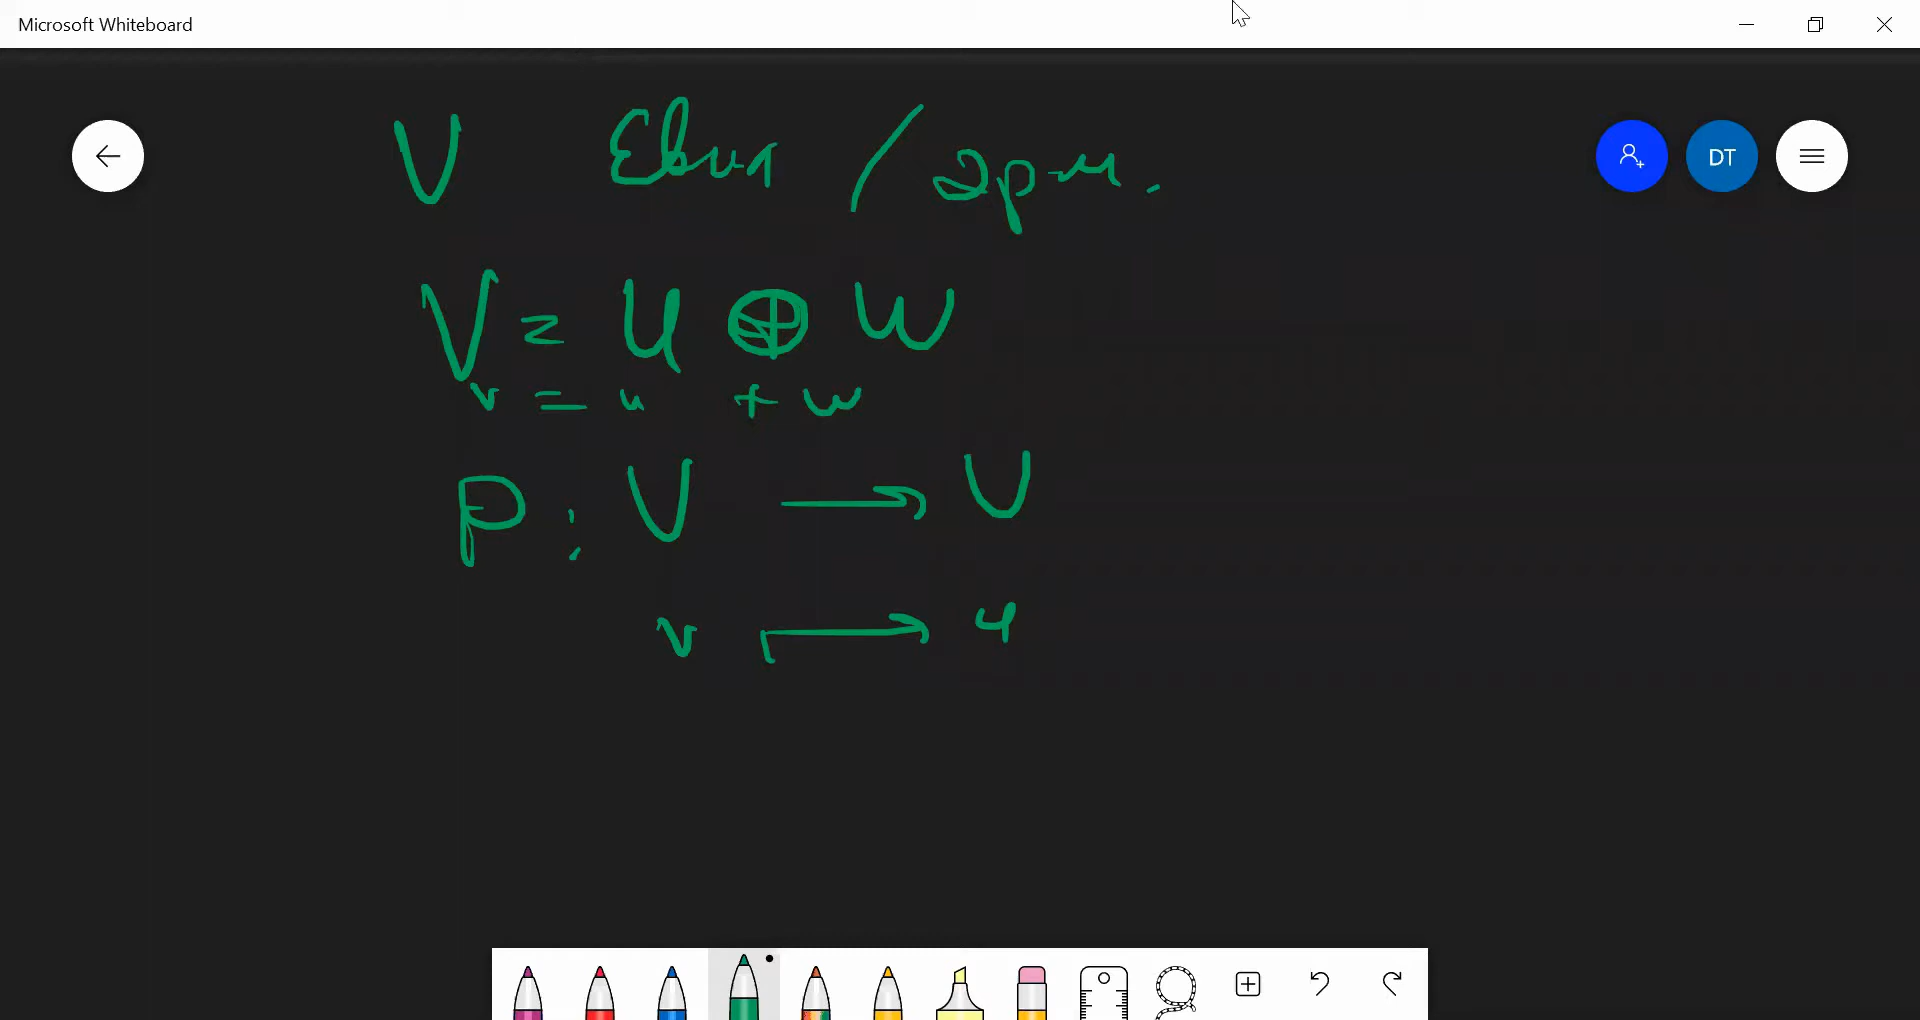 Microsoft Whiteboard
DT
V Евкл / эрм.
V = U ⊕ W
v = u + w
P : V → U
v ↦ u